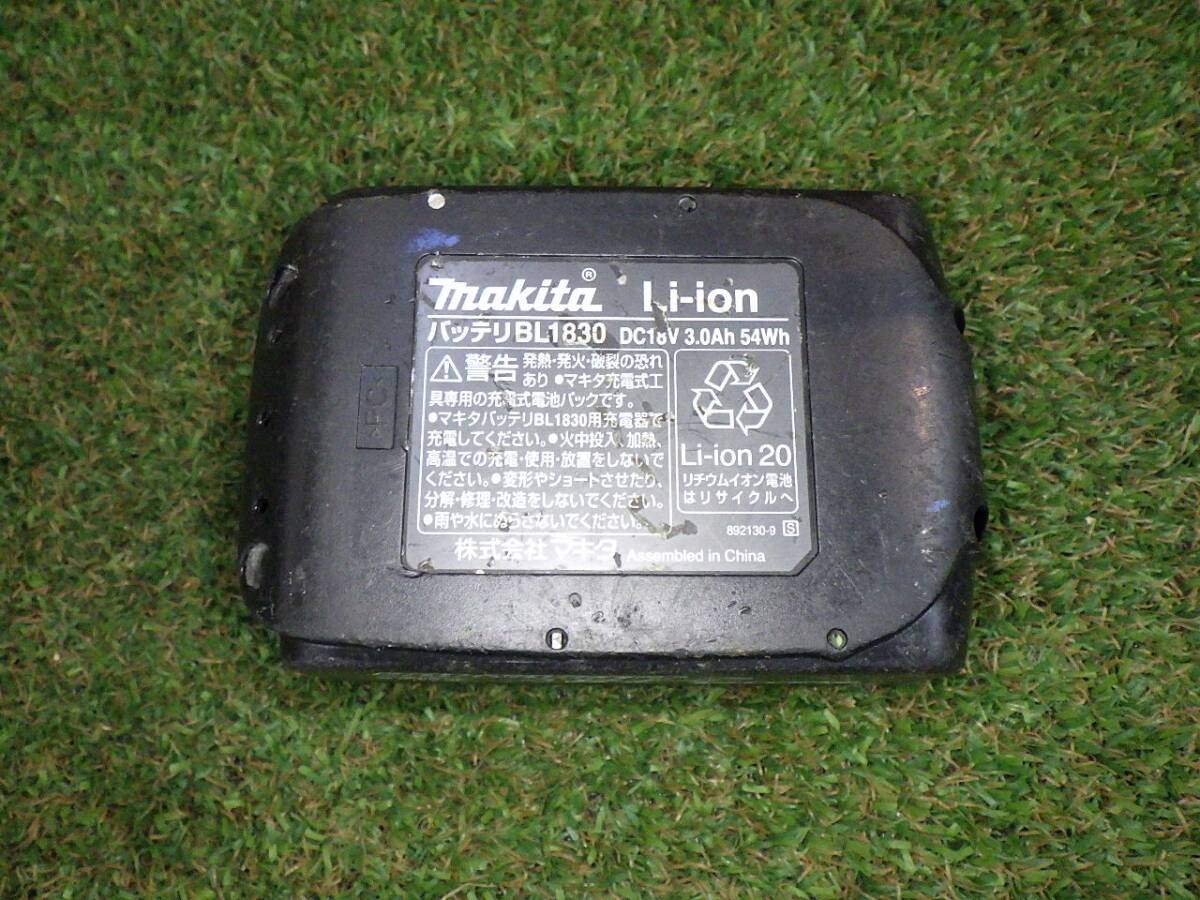 makita® Li-ion
バッテリBL1830 DC18V 3.0Ah 54Wh
警告 発熱・発火・破裂の恐れ
あり ●マキタ充電式工
具専用の充電式電池パックです。
●マキタバッテリBL1830用充電器で
充電してください。●火中投入、加熱、
高温での充電・使用・放置をしないで
ください。●変形やショートさせたり、
分解・修理・改造をしないでください。
●雨や水にぬらさないでください。
Li-ion 20
リチウムイオン電池
はリサイクルへ
892130-9 S
株式会社マキタ Assembled in China